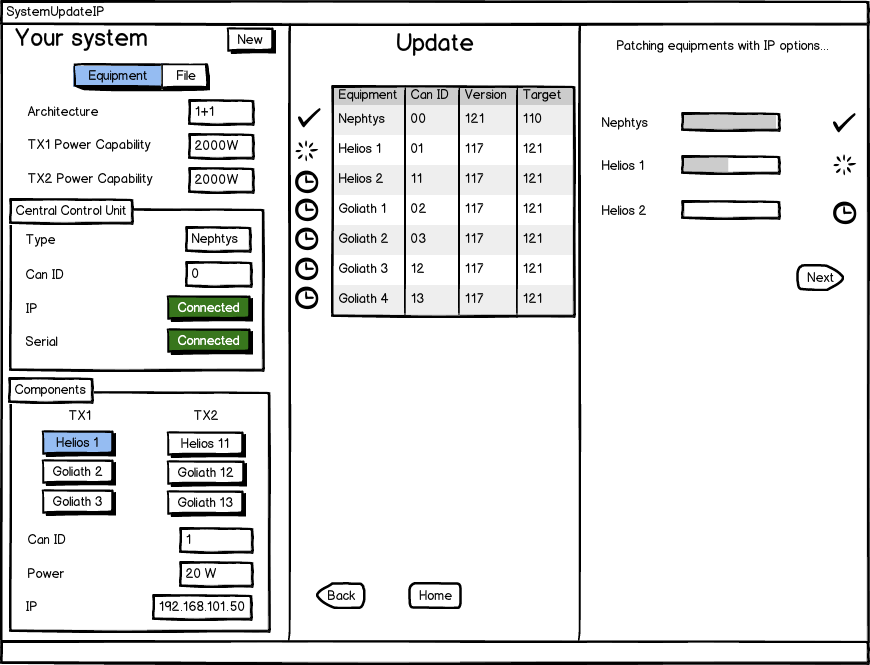 SystemUpdateIP
Your system
New
Equipment File
Architecture 1+1
TX1 Power Capability 2000W
TX2 Power Capability 2000W
Central Control Unit
Type Nephtys
Can ID 0
IP Connected
Serial Connected
Components
TX1 TX2
Helios 1 Helios 11
Goliath 2 Goliath 12
Goliath 3 Goliath 13
Can ID 1
Power 20 W
IP 192.168.101.50
Update
Equipment Can ID Version Target
Nephtys 00 121 110
Helios 1 01 117 121
Helios 2 11 117 121
Goliath 1 02 117 121
Goliath 2 03 117 121
Goliath 3 12 117 121
Goliath 4 13 117 121
Back Home
Patching equipments with IP options...
Nephtys
Helios 1
Helios 2
Next